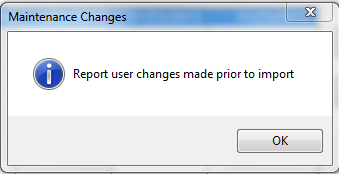 Maintenance Changes
Report user changes made prior to import
OK